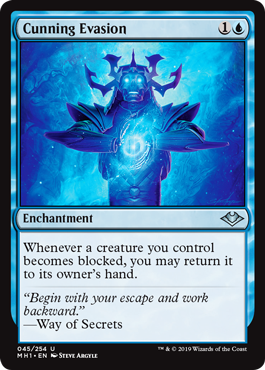 Cunning Evasion 1
Enchantment
Whenever a creature you control
becomes blocked, you may return it
to its owner's hand.
“Begin with your escape and work
backward.”
—Way of Secrets
045/254 U
MH1 • EN Steve Argyle
™ & © 2019 Wizards of the Coast